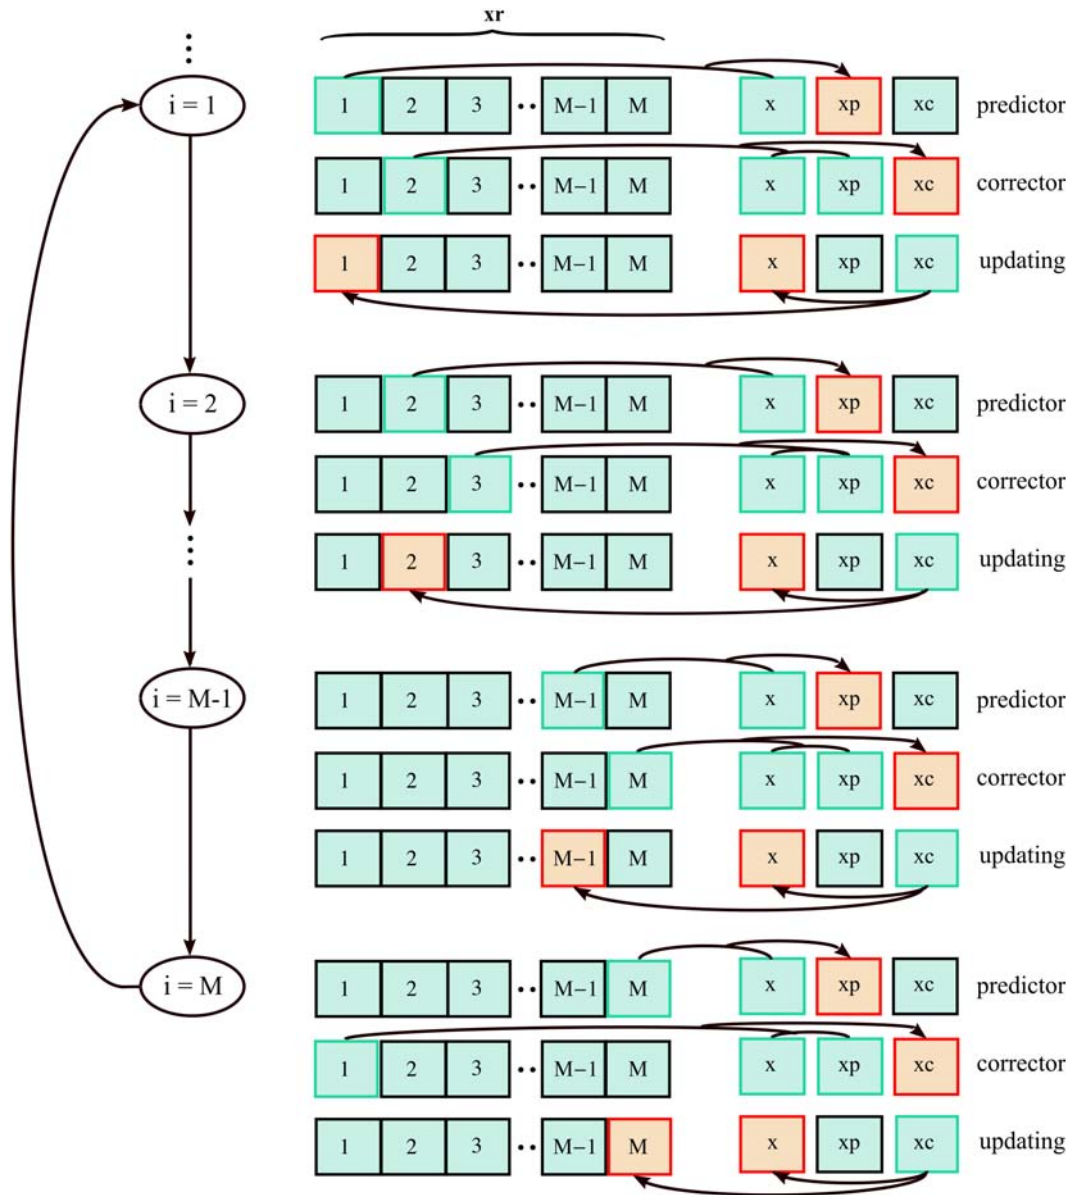 xr
i = 1
1 2 3 M−1 M x xp xc predictor
1 2 3 M−1 M x xp xc corrector
1 2 3 M−1 M x xp xc updating
i = 2
1 2 3 M−1 M x xp xc predictor
1 2 3 M−1 M x xp xc corrector
1 2 3 M−1 M x xp xc updating
i = M-1
1 2 3 M−1 M x xp xc predictor
1 2 3 M−1 M x xp xc corrector
1 2 3 M−1 M x xp xc updating
i = M
1 2 3 M−1 M x xp xc predictor
1 2 3 M−1 M x xp xc corrector
1 2 3 M−1 M x xp xc updating